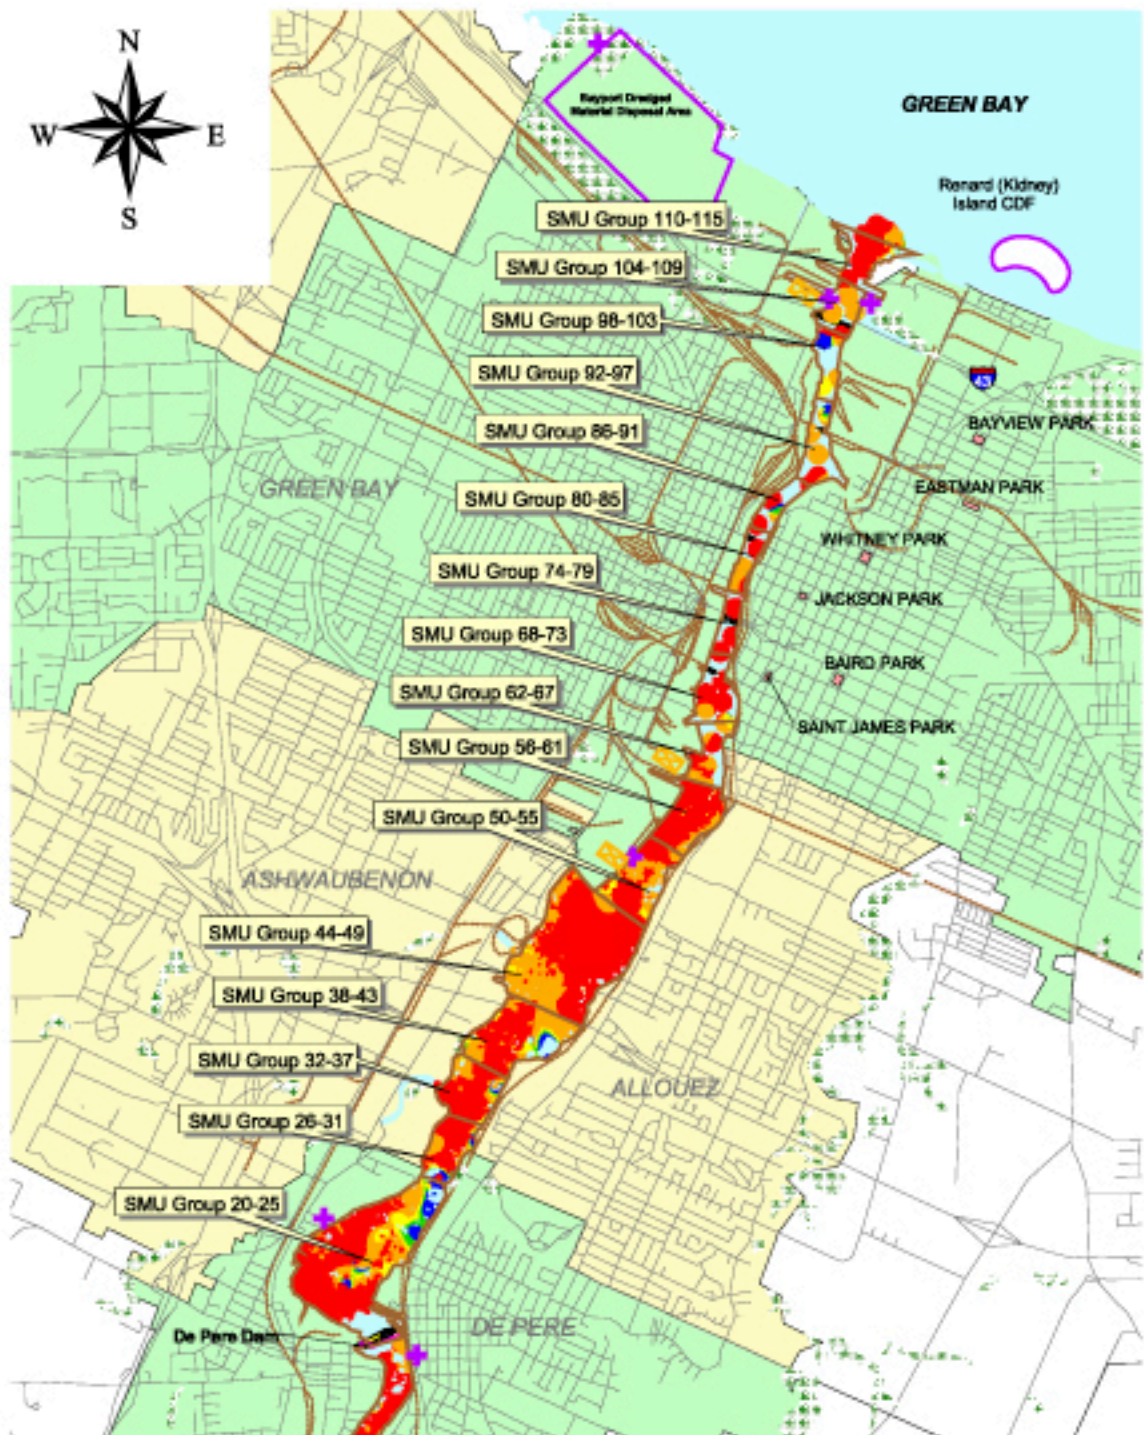 N
GREEN BAY
Bayport Dredged
Material Disposal Area
W
E
Renard (Kidney)
Island CDF
S
SMU Group 110-115
SMU Group 104-109
SMU Group 98-103
SMU Group 92-97
43
BAYVIEW PARK
SMU Group 86-91
GREEN BAY
EASTMAN PARK
SMU Group 80-85
WHITNEY PARK
SMU Group 74-79
JACKSON PARK
SMU Group 68-73
BAIRD PARK
SMU Group 62-67
SAINT JAMES PARK
SMU Group 56-61
SMU Group 50-55
ASHWAUBENON
SMU Group 44-49
SMU Group 38-43
SMU Group 32-37
ALLOUEZ
SMU Group 26-31
SMU Group 20-25
DE PERE
De Pere Dam